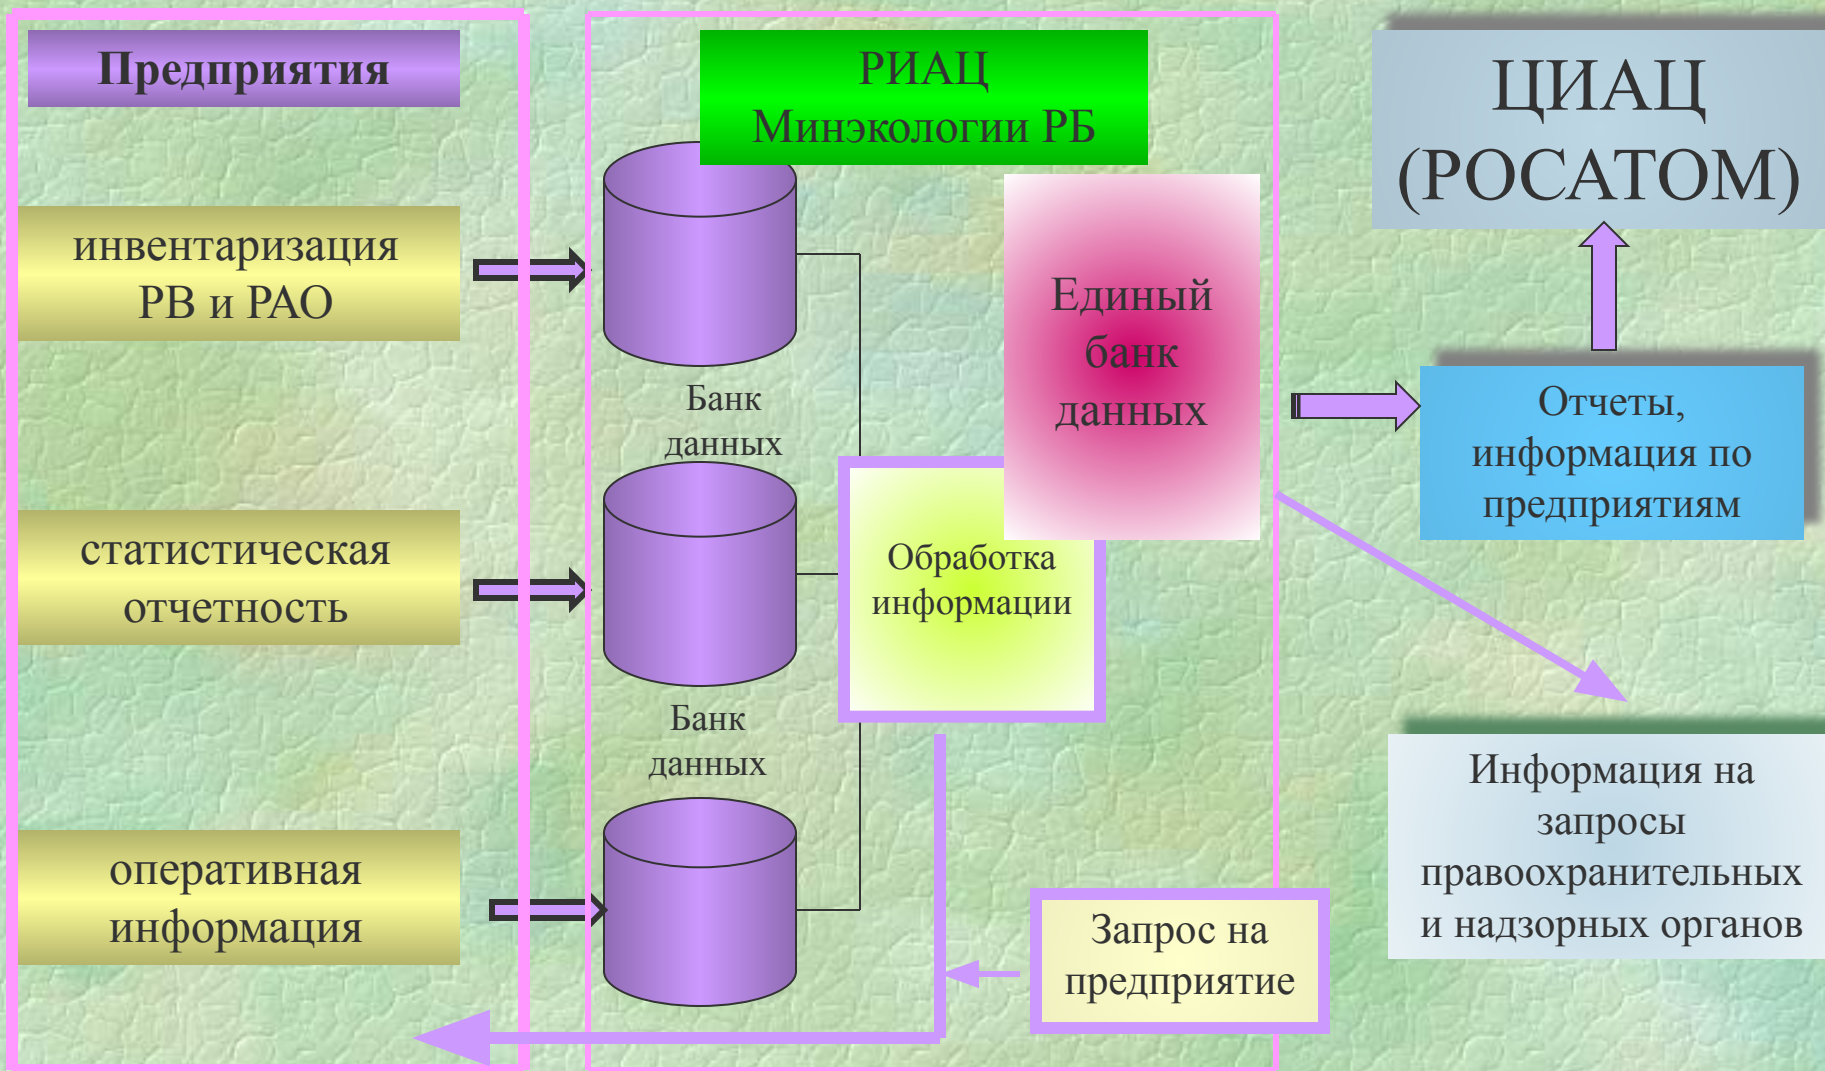 Предприятия
инвентаризация
РВ и РАО
статистическая
отчетность
оперативная
информация
РИАЦ
Минэкологии РБ
Банк
данных
Банк
данных
Единый
банк
данных
Обработка
информации
Запрос на
предприятие
ЦИАЦ
(РОСАТОМ)
Отчеты,
информация по
предприятиям
Информация на
запросы
правоохранительных
и надзорных органов